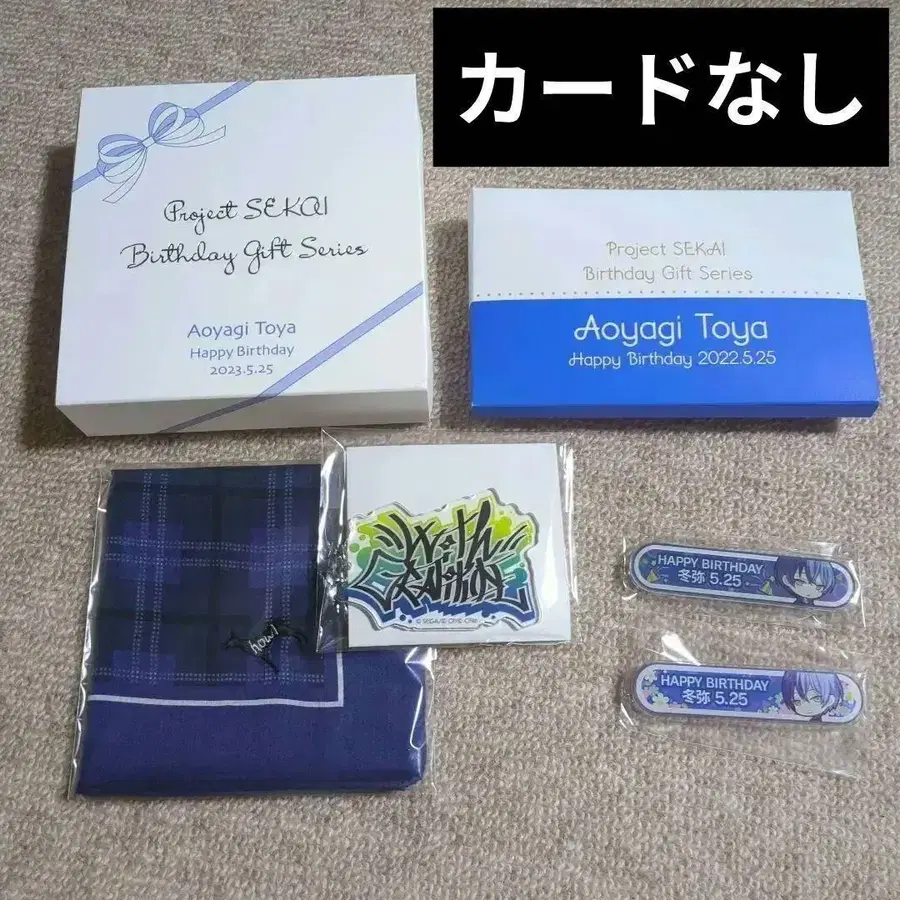 カードなし
Project SEKAI
Birthday Gift Series
Aoyagi Toya
Happy Birthday
2023.5.25
Project SEKAI
Birthday Gift Series
Aoyagi Toya
Happy Birthday 2022.5.25
howl
With
HAPPY BIRTHDAY
冬弥 5.25
HAPPY BIRTHDAY
冬弥 5.25